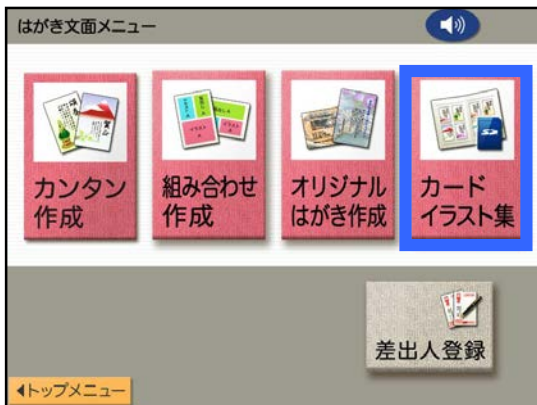 はがき文面メニュー
カンタン
作成
組み合わせ
作成
オリジナル
はがき作成
カード
イラスト集
差出人登録
◀トップメニュー